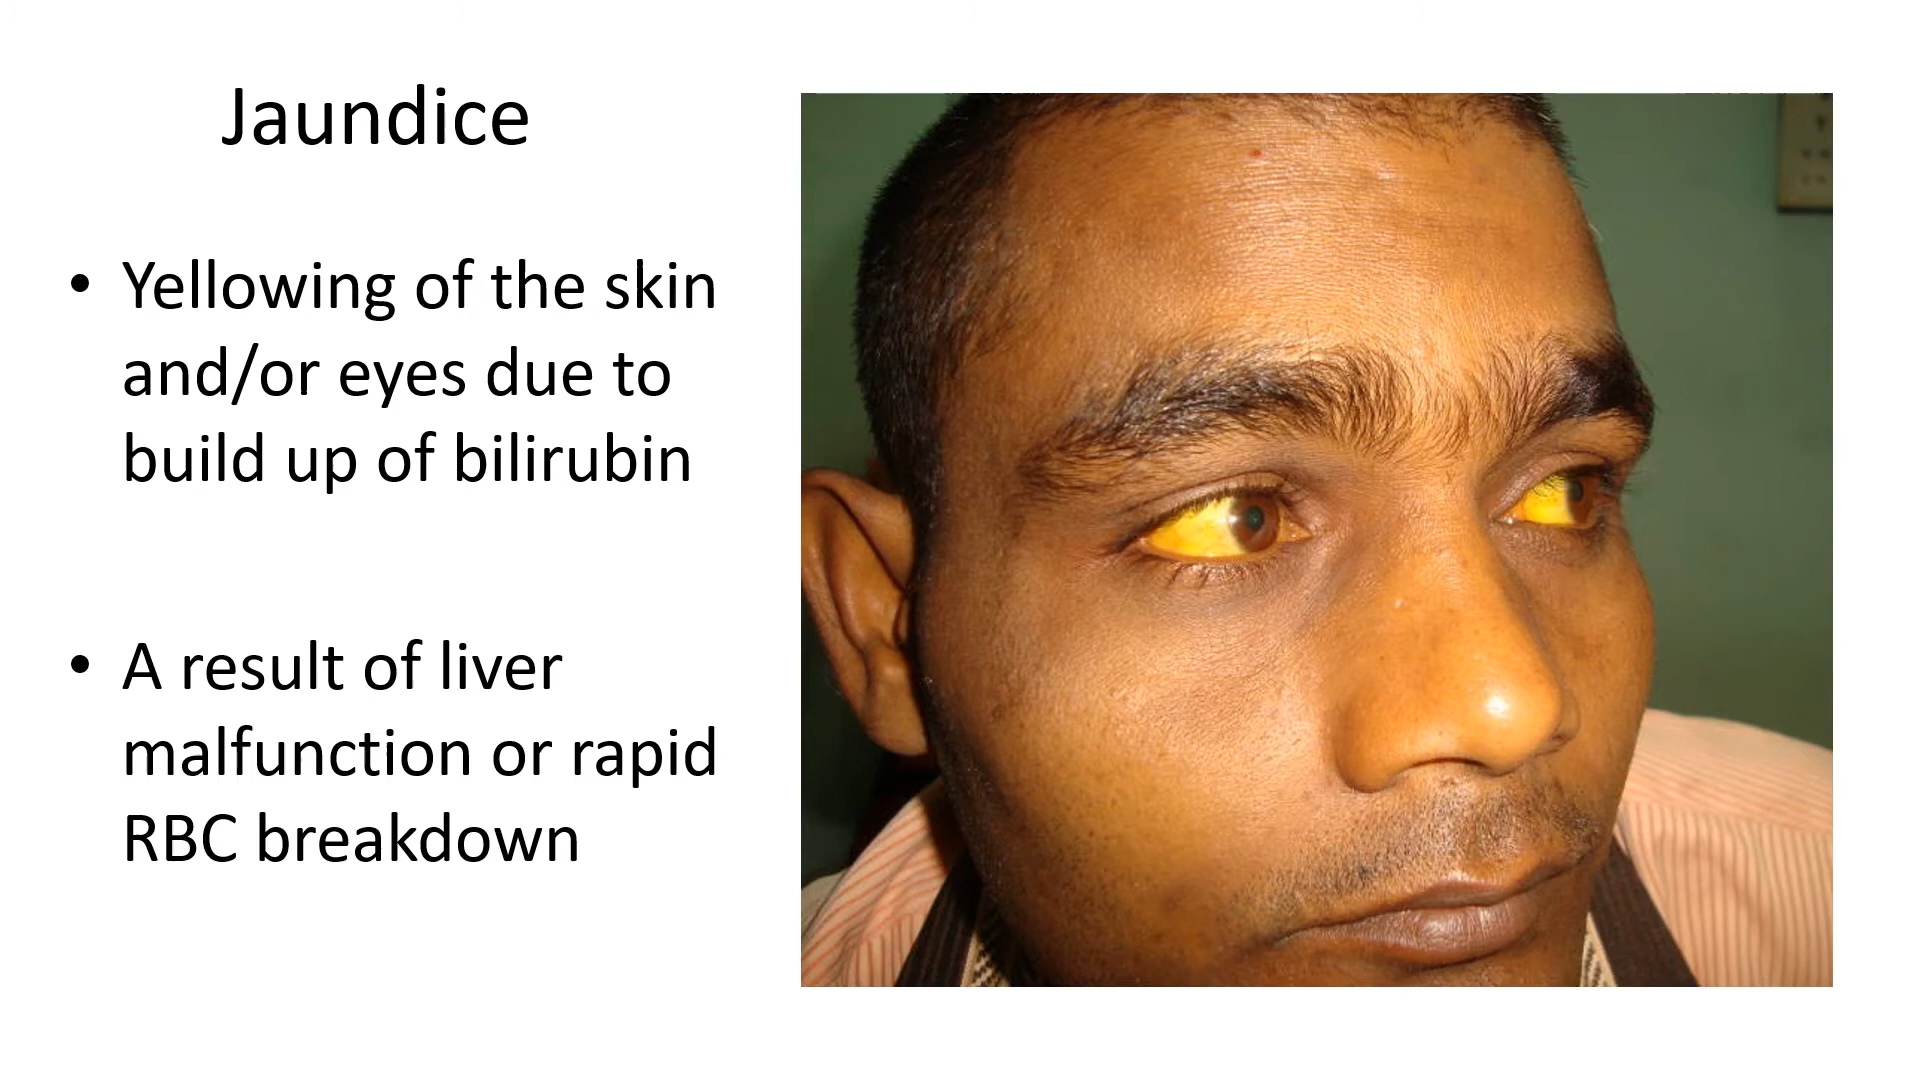 Jaundice
• Yellowing of the skin
and/or eyes due to
build up of bilirubin
• A result of liver
malfunction or rapid
RBC breakdown